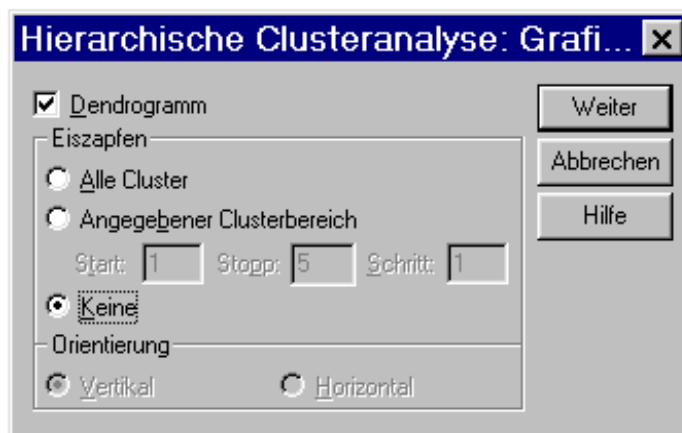 Hierarchische Clusteranalyse: Grafi...
Dendrogramm
Weiter
Eiszapfen
Abbrechen
Alle Cluster
Angegebener Clusterbereich
Hilfe
Start: 1 Stopp: 5 Schritt: 1
Keine
Orientierung
Vertikal Horizontal